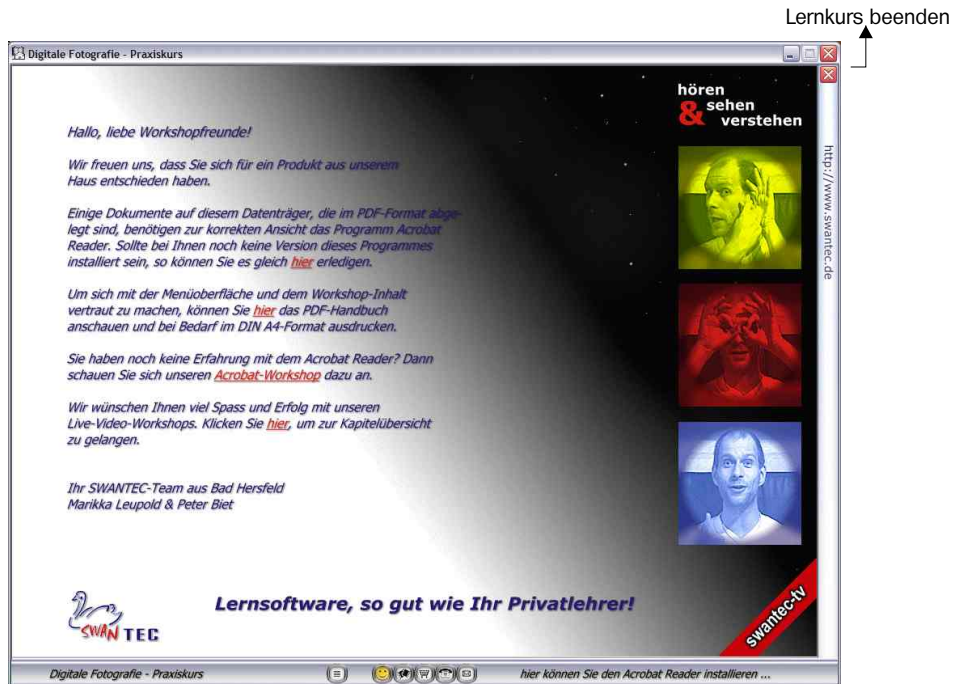 Lernkurs beenden
Digitale Fotografie - Praxiskurs
hören
& sehen
verstehen
Hallo, liebe Workshopfreunde!
Wir freuen uns, dass Sie sich für ein Produkt aus unserem
Haus entschieden haben.
Einige Dokumente auf diesem Datenträger, die im PDF-Format abge-
legt sind, benötigen zur korrekten Ansicht das Programm Acrobat
Reader. Sollte bei Ihnen noch keine Version dieses Programmes
installiert sein, so können Sie es gleich hier erledigen.
Um sich mit der Menüoberfläche und dem Workshop-Inhalt
vertraut zu machen, können Sie hier das PDF-Handbuch
anschauen und bei Bedarf im DIN A4-Format ausdrucken.
Sie haben noch keine Erfahrung mit dem Acrobat Reader? Dann
schauen Sie sich unseren Acrobat-Workshop dazu an.
Wir wünschen Ihnen viel Spass und Erfolg mit unseren
Live-Video-Workshops. Klicken Sie hier, um zur Kapitelübersicht
zu gelangen.
Ihr SWANTEC-Team aus Bad Hersfeld
Marikka Leupold & Peter Biet
http://www.swantec.de
SWAN TEC
Lernsoftware, so gut wie Ihr Privatlehrer!
swantec-tv
Digitale Fotografie - Praxiskurs
hier können Sie den Acrobat Reader installieren ...